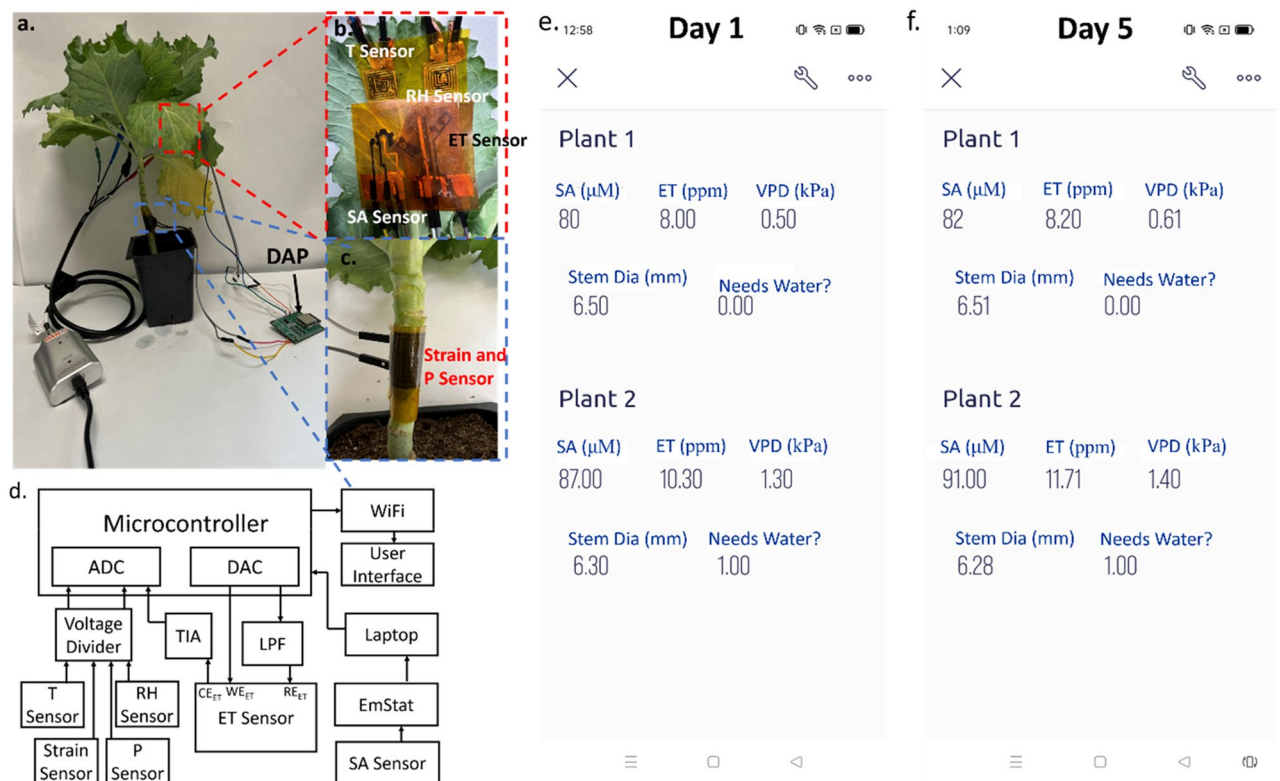 a.
b.
T Sensor
RH Sensor
ET Sensor
SA Sensor
c.
DAP
Strain and
P Sensor
d.
Microcontroller
ADC
DAC
WiFi
User
Interface
Voltage
Divider
TIA
LPF
Laptop
T
Sensor
RH
Sensor
CE_ET WE_ET RE_ET
ET Sensor
EmStat
Strain
Sensor
P
Sensor
SA Sensor
e. 12:58 Day 1
Plant 1
SA (μM) ET (ppm) VPD (kPa)
80 8.00 0.50
Stem Dia (mm) Needs Water?
6.50 0.00
Plant 2
SA (μM) ET (ppm) VPD (kPa)
87.00 10.30 1.30
Stem Dia (mm) Needs Water?
6.30 1.00
f. 1:09 Day 5
Plant 1
SA (μM) ET (ppm) VPD (kPa)
82 8.20 0.61
Stem Dia (mm) Needs Water?
6.51 0.00
Plant 2
SA (μM) ET (ppm) VPD (kPa)
91.00 11.71 1.40
Stem Dia (mm) Needs Water?
6.28 1.00